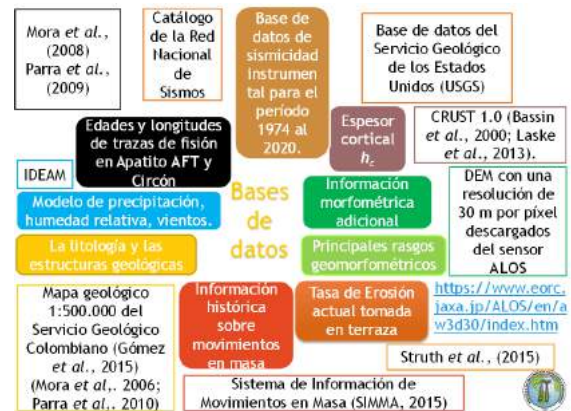 Mora et al.,
(2008)
Parra et al.,
(2009)
Catálogo
de la Red
Nacional
de
Sismos
Base de
datos de
sismicidad
instrumen
tal para el
período
1974 al
2020.
Base de datos del
Servicio Geológico
de los Estados
Unidos (USGS)
Edades y longitudes
de trazas de fisión
en Apatito AFT y
Circón
Espesor
cortical
hc
CRUST 1.0 (Bassin
et al., 2000; Laske
et al., 2013).
IDEAM
Modelo de precipitación,
humedad relativa, vientos.
Bases
de
datos
Información
morfométrica
adicional
DEM con una
resolución de
30 m por píxel
descargados
del sensor
ALOS
La litología y las
estructuras geológicas
Principales rasgos
geomorfométricos
Mapa geológico
1:500.000 del
Servicio Geológico
Colombiano (Gómez
et al., 2015)
(Mora et al,. 2006;
Parra et al,. 2010)
Información
histórica
sobre
movimientos
en masa
Tasa de Erosión
actual tomada
en terraza
https://www.eorc.
jaxa.jp/ALOS/en/a
w3d30/index.htm
Struth et al., (2015)
Sistema de Información de
Movimientos en Masa (SIMMA, 2015)